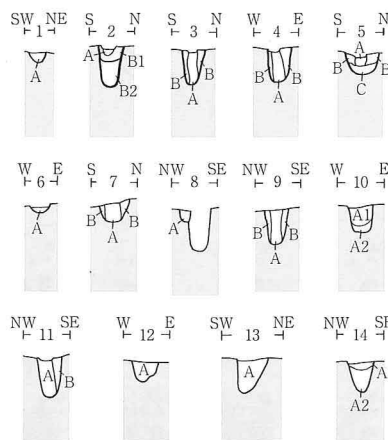 SW NE S N S N W E S N
1 2 3 4 5
A
A B1 B B B B B B
A B2 A A C
W E S N NW SE NW SE W E
6 7 8 9 10
A1
A B B A B B
A A A2
NW SE W E SW NE NW SE
11 12 13 14
A B A A A
A2